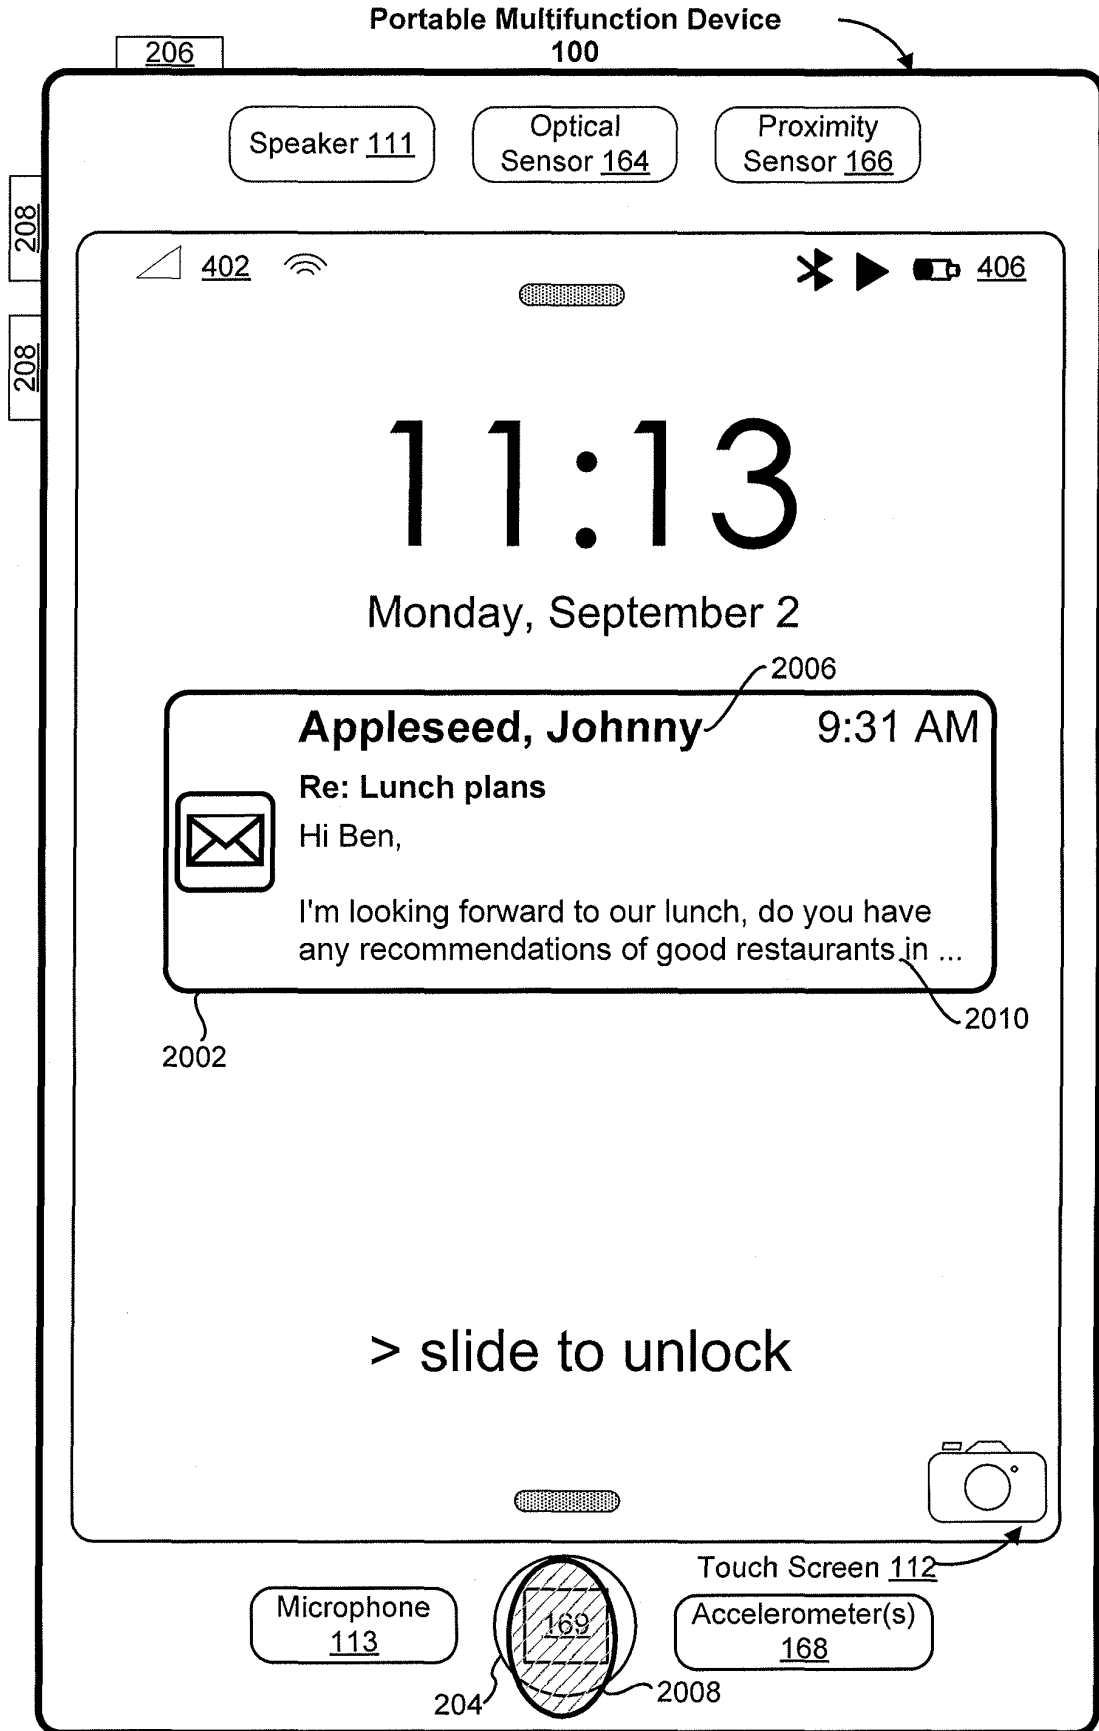 Portable Multifunction Device
100
206
Speaker 111
Optical
Sensor 164
Proximity
Sensor 166
208
208
402
406
11:13
Monday, September 2
2006
Appleseed, Johnny
9:31 AM
Re: Lunch plans
Hi Ben,
I'm looking forward to our lunch, do you have
any recommendations of good restaurants in ...
2010
2002
> slide to unlock
Touch Screen 112
Microphone
113
169
Accelerometer(s)
168
204
2008